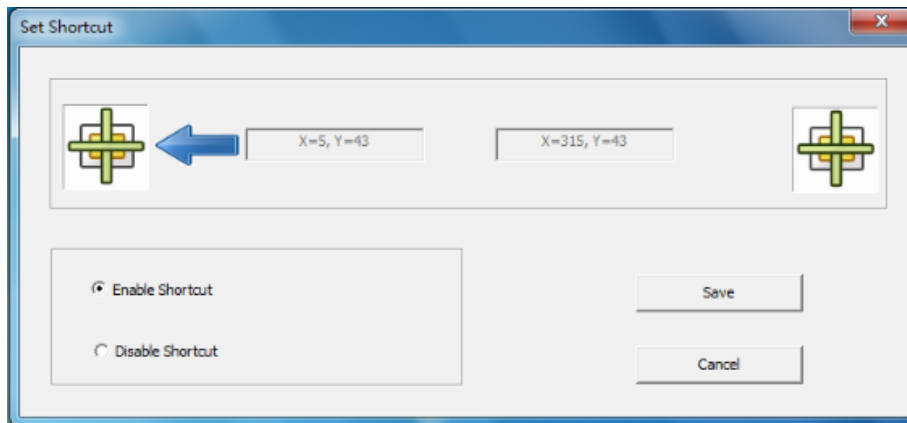 Set Shortcut
X=5, Y=43
X=315, Y=43
Enable Shortcut
Save
Disable Shortcut
Cancel